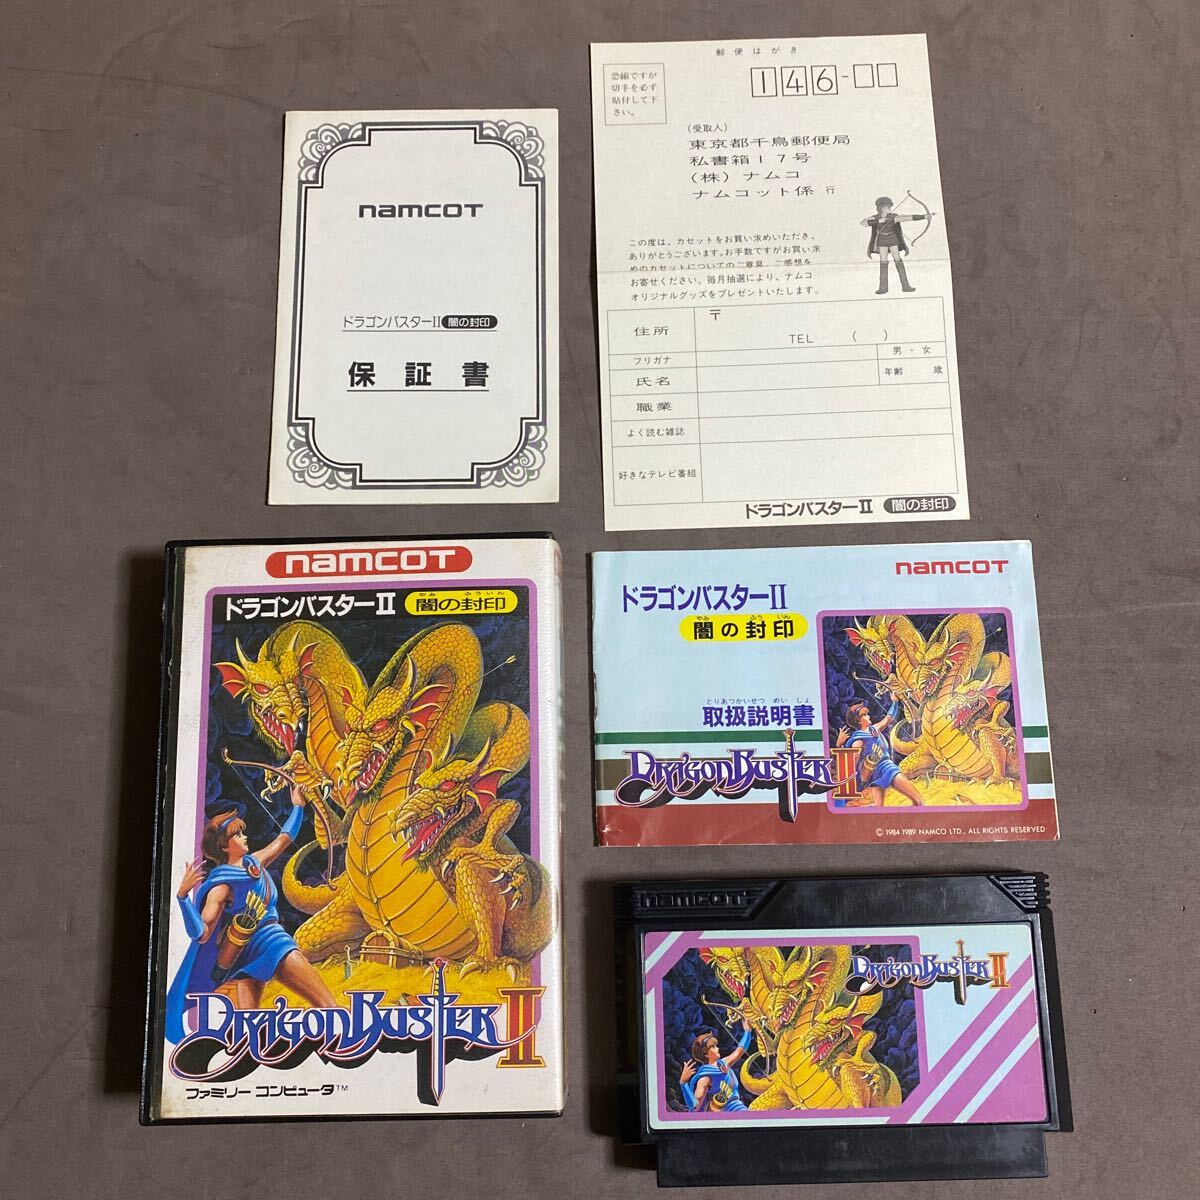 namcoT
ドラゴンバスターII 闇の封印
保証書
郵便はがき
恐縮ですが
切手を必ず
貼付して下
さい。
146-
(受取人)
東京都千鳥郵便局
私書箱17号
(株)ナムコ
ナムコット係 行
この度は、カセットをお買い求めいただき、
ありがとうございます。お手数ですがお買い求
めのカセットについてのご意見、ご感想を
お寄せください。毎月抽選により、ナムコ
オリジナルグッズをプレゼントいたします。
住所
〒
TEL ( )
フリガナ
男・女
氏名
年齢 歳
職業
よく読む雑誌
好きなテレビ番組
ドラゴンバスターII 闇の封印
namcoT
ドラゴンバスターII 闇の封印
やみ ふういん
DRAGON BUSTER II
ファミリー コンピュータ™
namcoT
ドラゴンバスターII
やみ ふう いん
闇の封印
とりあつかいせつ めい しょ
取扱説明書
DRAGON BUSTER II
© 1984 1989 NAMCO LTD., ALL RIGHTS RESERVED
namcoT
DRAGON BUSTER II